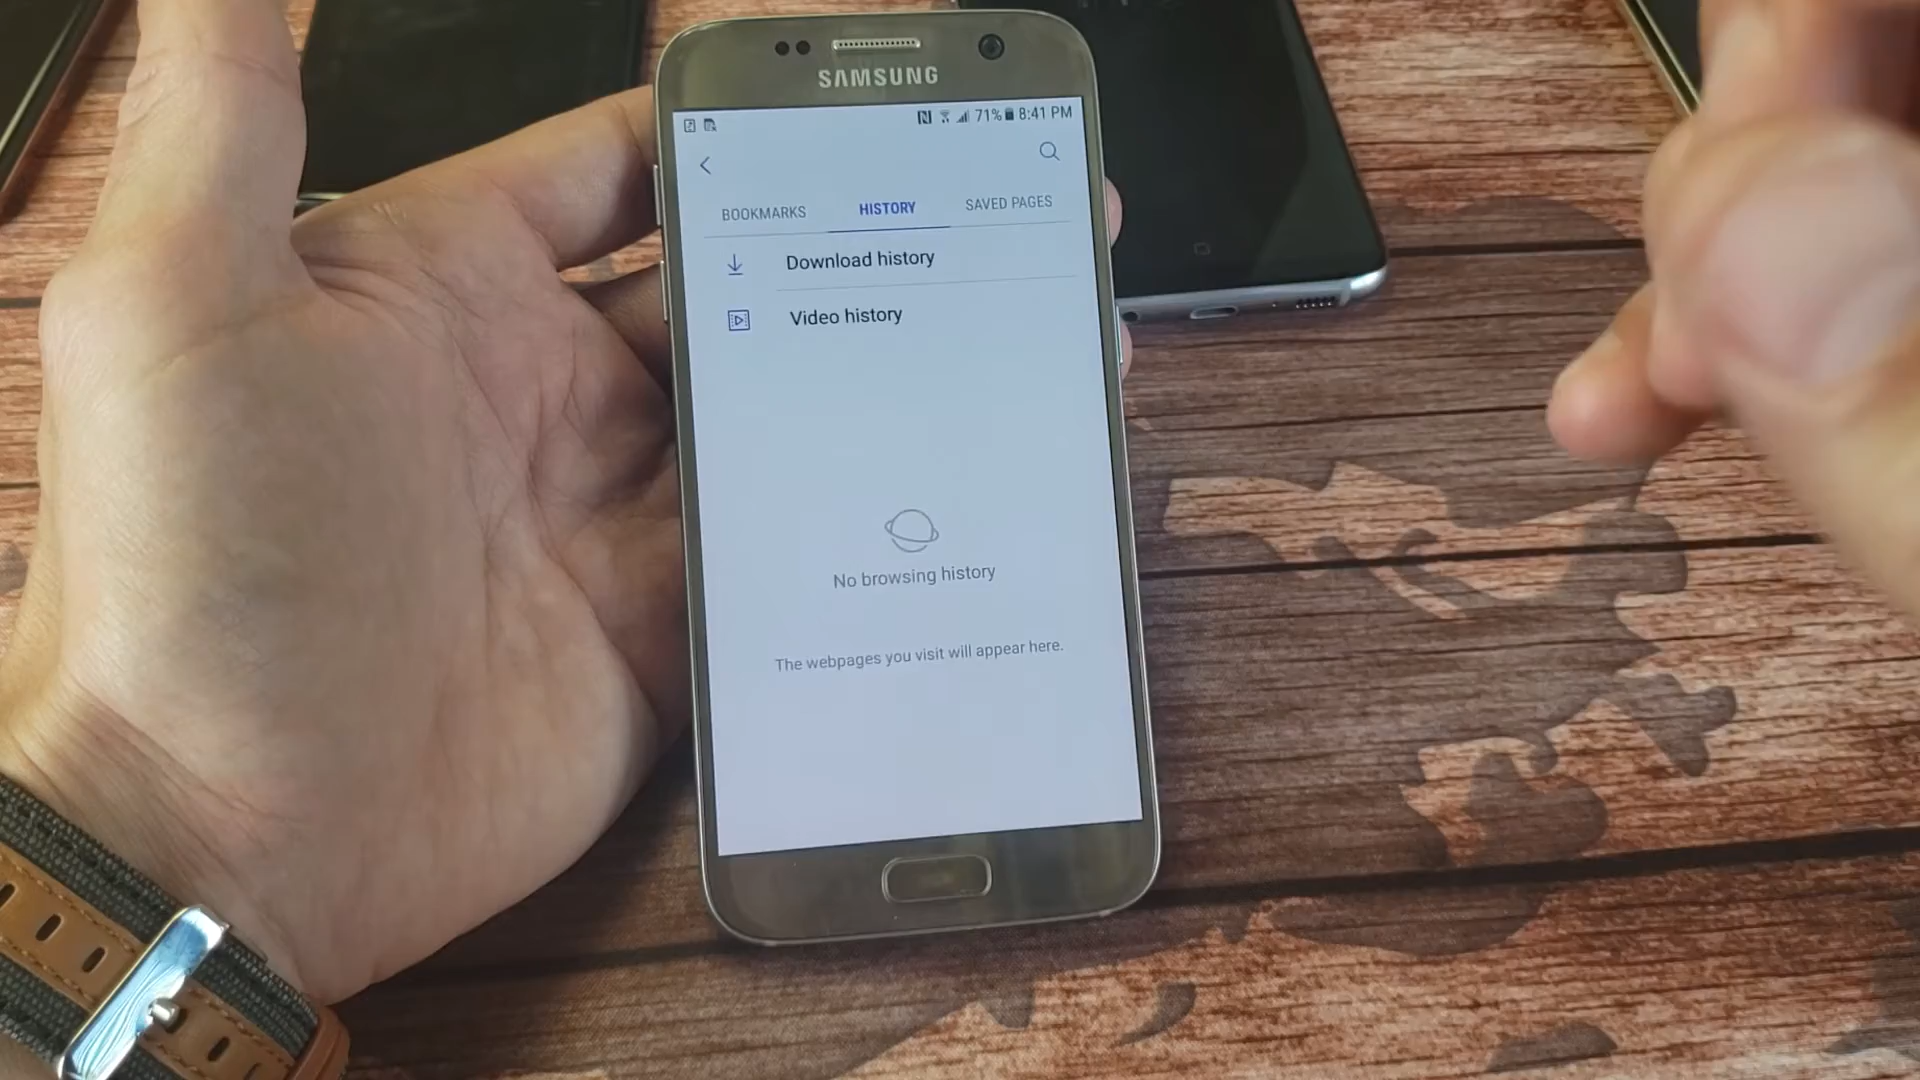 SAMSUNG
71% 8:41 PM
BOOKMARKS HISTORY SAVED PAGES
Download history
Video history
No browsing history
The webpages you visit will appear here.